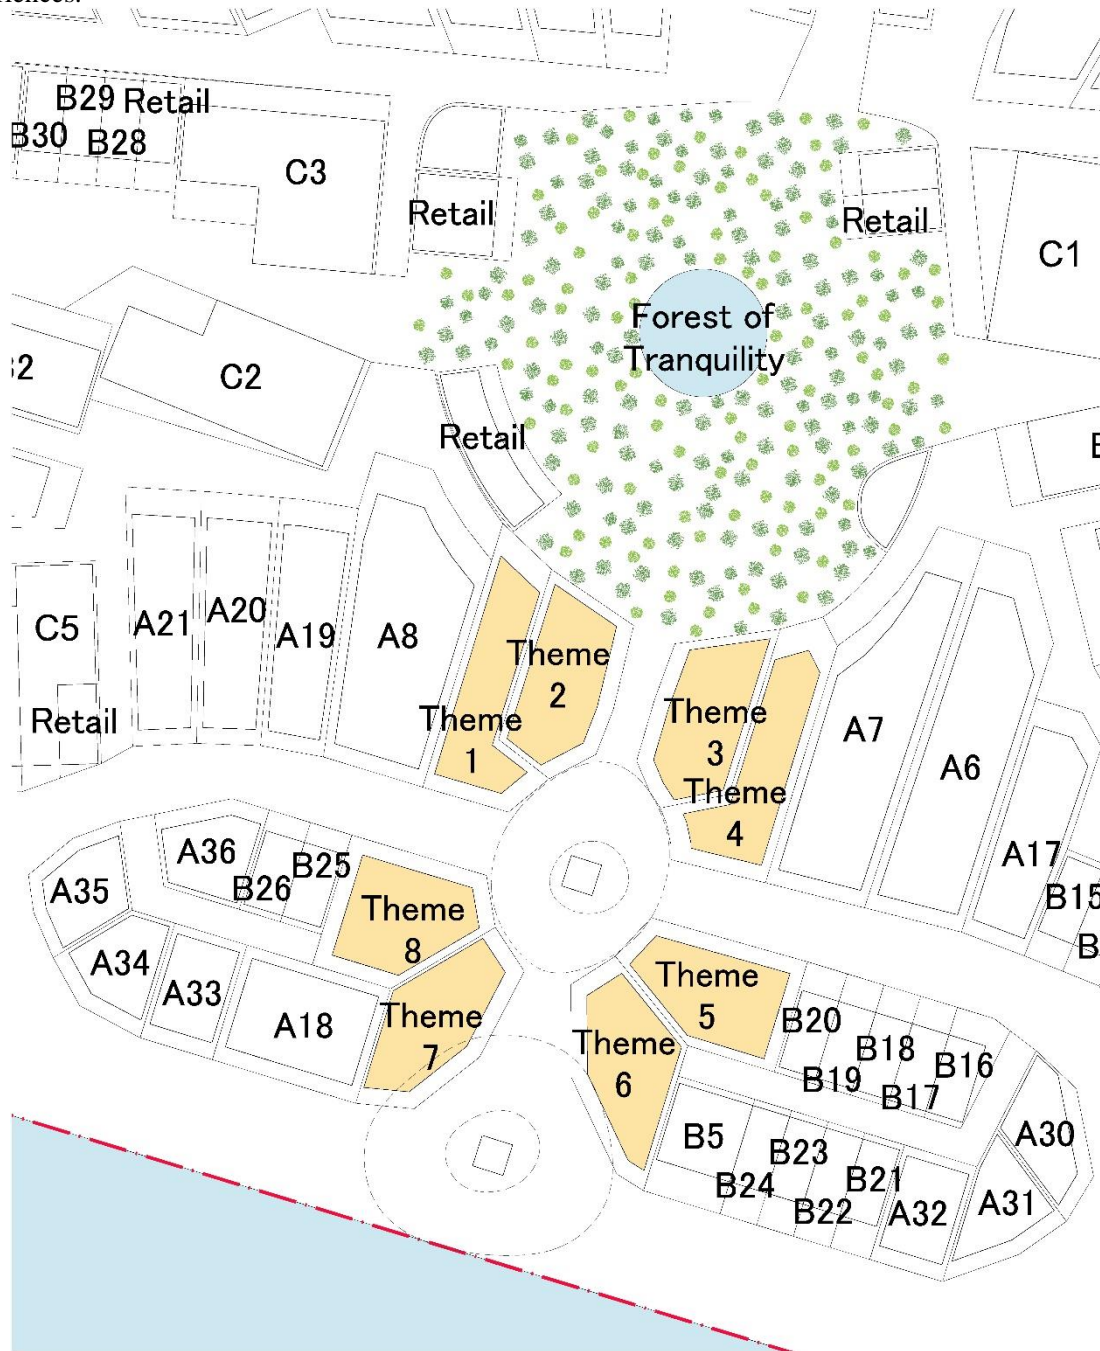 B29 Retail
B30 B28
C3
Retail
Retail
C1
Forest of
Tranquility
C2
Retail
A21
A20
A19
A8
C5
Retail
Theme
1
Theme
2
Theme
3
Theme
4
A7
A6
A17
B15
A36
B26
B25
A35
A34
A33
A18
Theme
8
Theme
7
Theme
5
Theme
6
B20
B19
B18
B17
B16
B5
B24
B23
B22
B21
A32
A31
A30